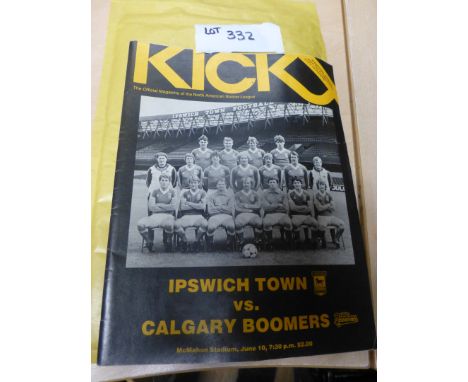 LOT 332
KICK
The Official Magazine of the North American Soccer League
IPSWICH TOWN FOOTBALL
IPSWICH TOWN
VS.
CALGARY BOOMERS
McMahon Stadium, June 10, 7:30 p.m. $2.00